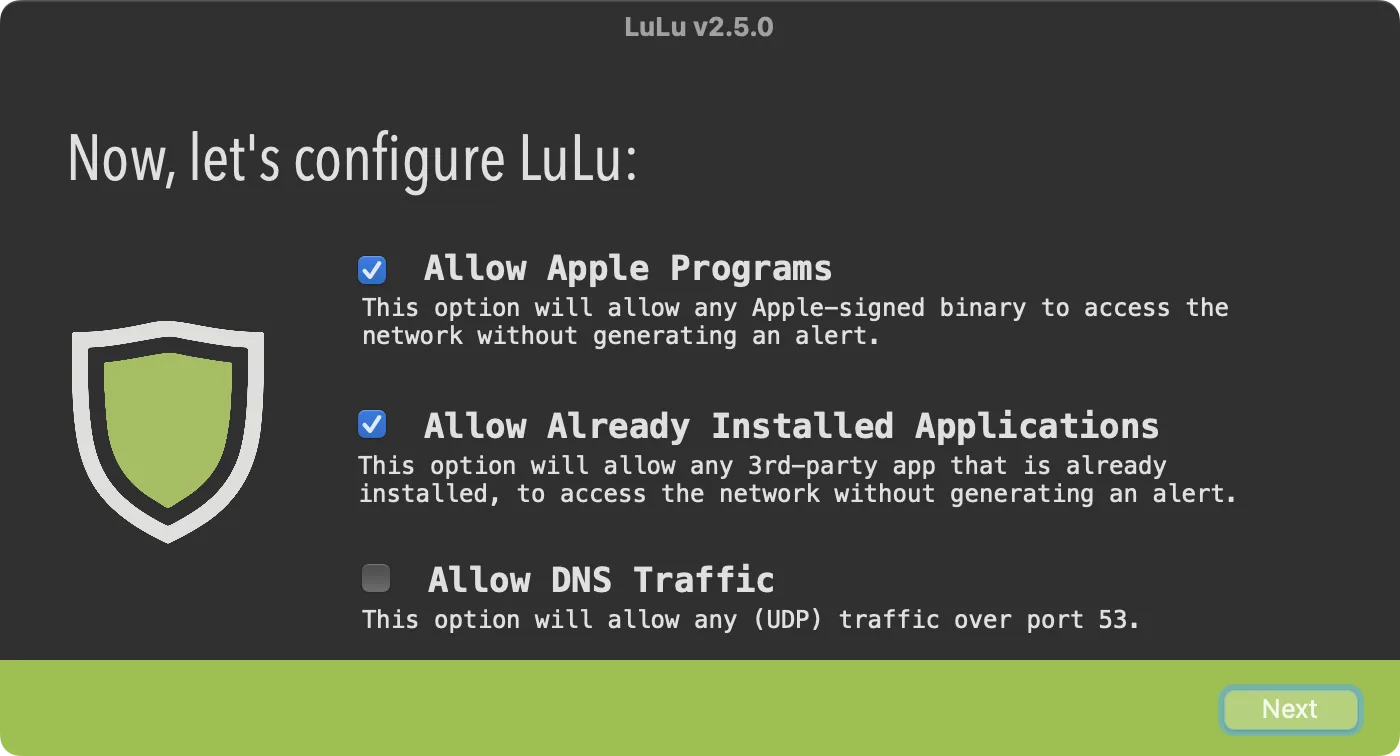 LuLu v2.5.0
Now, let's configure LuLu:
Allow Apple Programs
This option will allow any Apple-signed binary to access the
network without generating an alert.
Allow Already Installed Applications
This option will allow any 3rd-party app that is already
installed, to access the network without generating an alert.
Allow DNS Traffic
This option will allow any (UDP) traffic over port 53.
Next